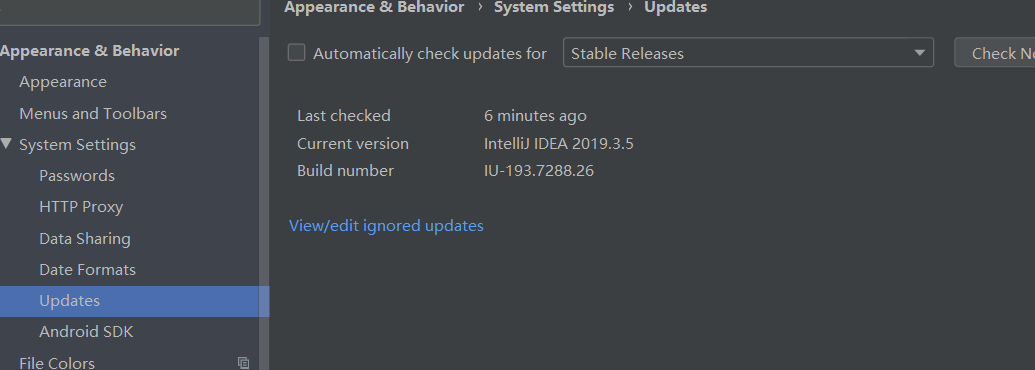 Appearance & Behavior › System Settings › Updates
Appearance & Behavior
Appearance
Menus and Toolbars
System Settings
Passwords
HTTP Proxy
Data Sharing
Date Formats
Updates
Android SDK
File Colors
Automatically check updates for Stable Releases Check
Last checked 6 minutes ago
Current version IntelliJ IDEA 2019.3.5
Build number IU-193.7288.26
View/edit ignored updates